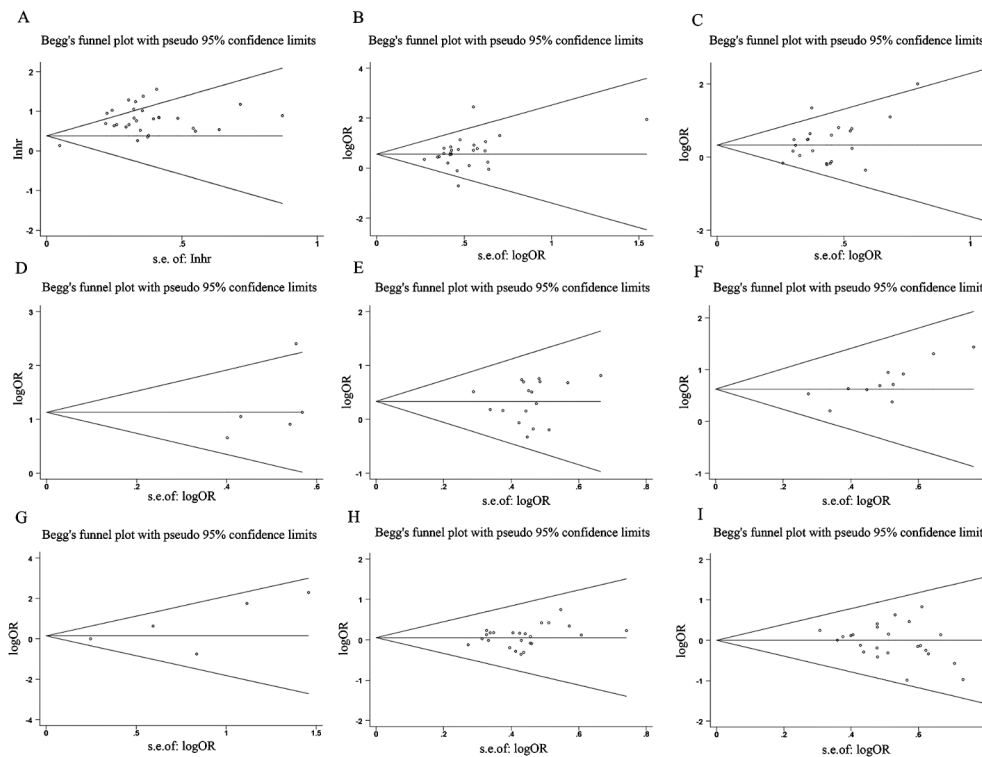 A
Begg's funnel plot with pseudo 95% confidence limits
2
1
0
-1
-2
lnhr
0
.5
1
s.e. of: lnhr
B
Begg's funnel plot with pseudo 95% confidence limits
4
2
0
-2
logOR
0
.5
1
1.5
s.e.of: logOR
C
Begg's funnel plot with pseudo 95% confidence limits
2
0
-2
logOR
0
.5
1
s.e.of: logOR
D
Begg's funnel plot with pseudo 95% confidence limits
3
2
1
0
logOR
0
.2
.4
.6
s.e.of: logOR
E
Begg's funnel plot with pseudo 95% confidence limits
2
1
0
-1
logOR
0
.2
.4
.6
.8
s.e.of: logOR
F
Begg's funnel plot with pseudo 95% confidence limits
2
1
0
-1
logOR
0
.2
.4
.6
.8
s.e.of: logOR
G
Begg's funnel plot with pseudo 95% confidence limits
4
2
0
-2
-4
logOR
0
.5
1
1.5
s.e.of: logOR
H
Begg's funnel plot with pseudo 95% confidence limits
2
1
0
-1
-2
logOR
0
.2
.4
.6
.8
s.e.of: logOR
I
Begg's funnel plot with pseudo 95% confidence limits
2
1
0
-1
-2
logOR
0
.2
.4
.6
.8
s.e.of: logOR